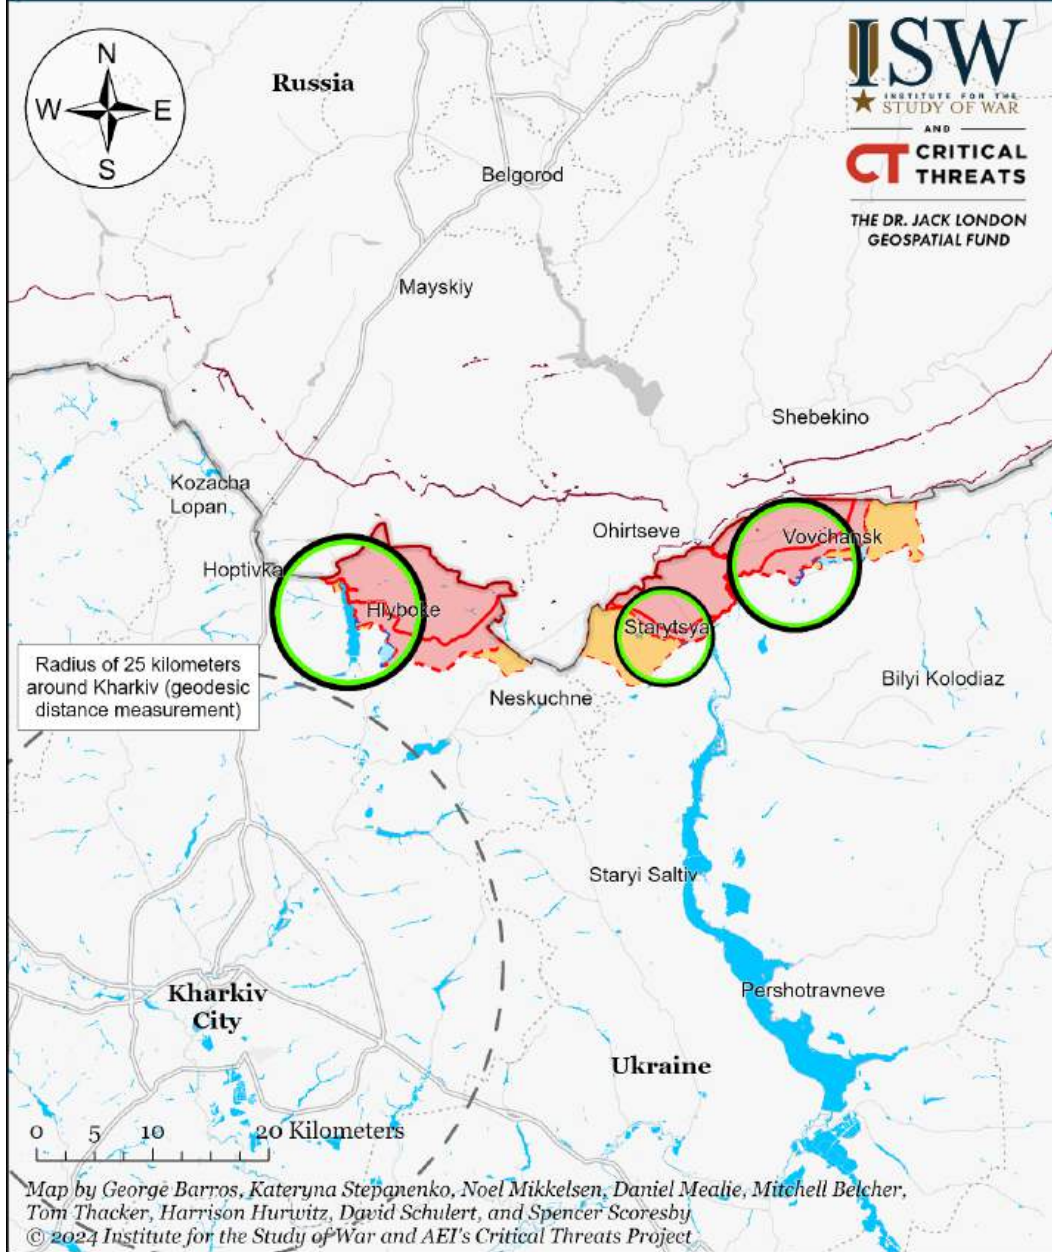 N
W
E
S
Russia
ISW
INSTITUTE FOR THE
STUDY OF WAR
AND
CT CRITICAL
THREATS
THE DR. JACK LONDON
GEOSPATIAL FUND
Belgorod
Mayskiy
Shebekino
Kozacha
Lopan
Ohirtseve
Vovchansk
Hoptivka
Hlyboke
Starytsya
Radius of 25 kilometers
around Kharkiv (geodesic
distance measurement)
Neskuchne
Bilyi Kolodiaz
Staryi Saltiv
Kharkiv
City
Pershotravneve
Ukraine
0 5 10 20 Kilometers
Map by George Barros, Kateryna Stepanenko, Noel Mikkelsen, Daniel Mealie, Mitchell Belcher,
Tom Thacker, Harrison Hurwitz, David Schulert, and Spencer Scoresby
© 2024 Institute for the Study of War and AEI's Critical Threats Project